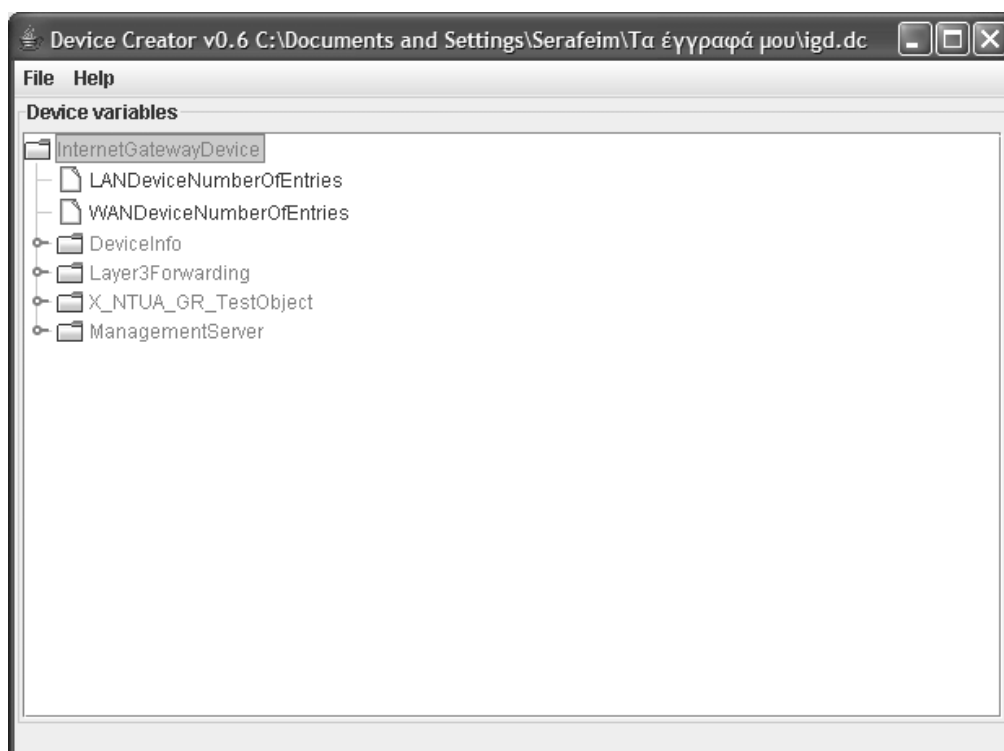 Device Creator v0.6 C:\Documents and Settings\Serafeim\Τα έγγραφά μου\igd.dc
File Help
Device variables
InternetGatewayDevice
LANDeviceNumberOfEntries
WANDeviceNumberOfEntries
DeviceInfo
Layer3Forwarding
X_NTUA_GR_TestObject
ManagementServer